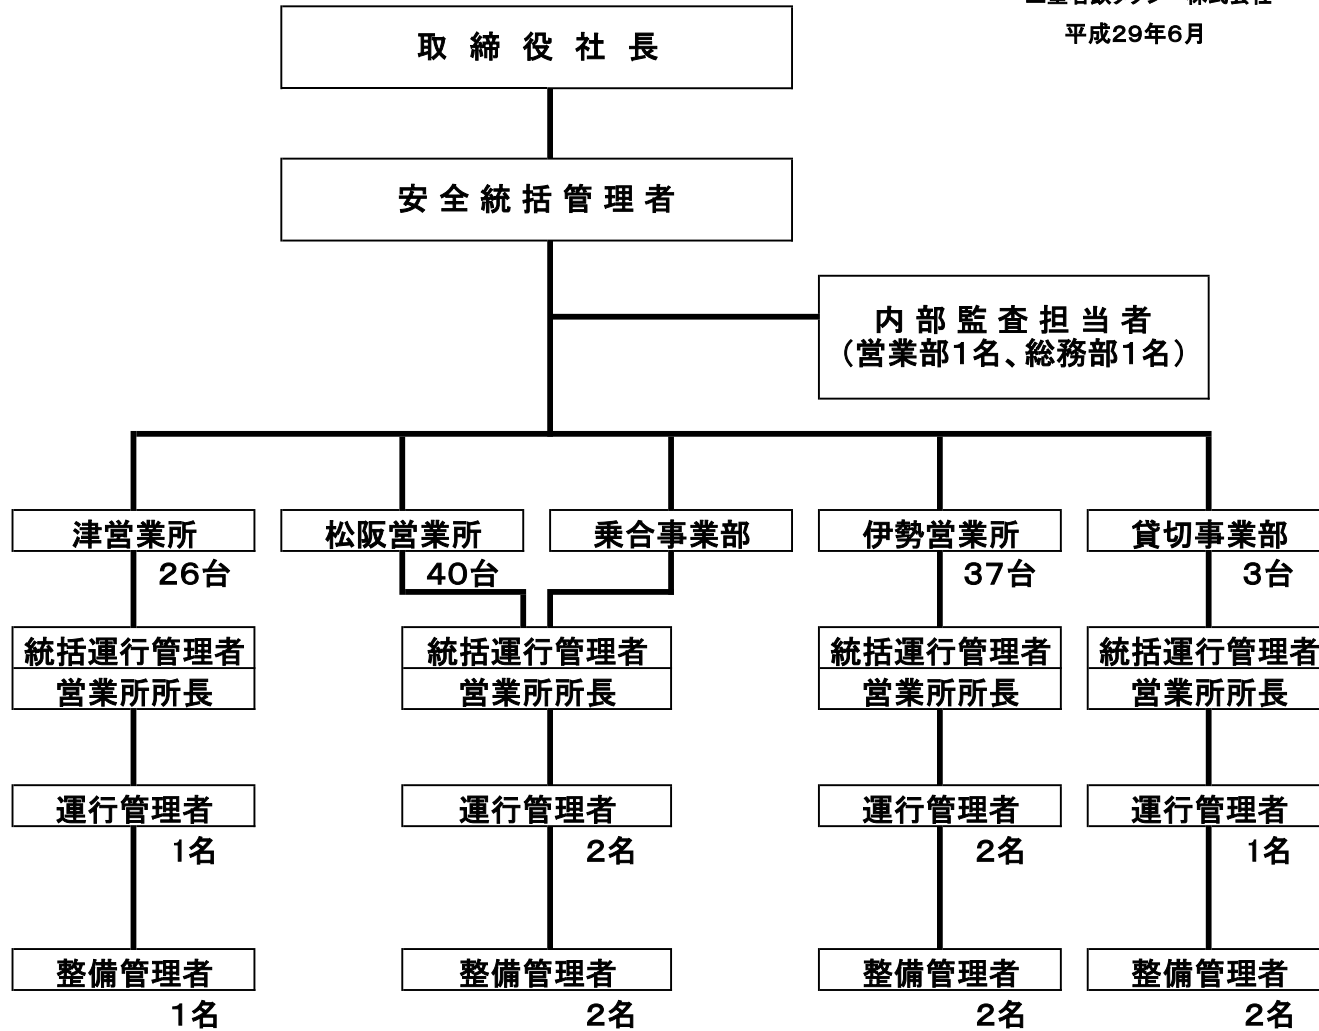 平成29年6月
取締役社長
安全統括管理者
内部監査担当者
(営業部1名、総務部1名)
津営業所
松阪営業所
乗合事業部
伊勢営業所
貸切事業部
26台
40台
37台
3台
統括運行管理者
統括運行管理者
統括運行管理者
統括運行管理者
営業所所長
営業所所長
営業所所長
営業所所長
運行管理者
運行管理者
運行管理者
運行管理者
1名
2名
2名
1名
整備管理者
整備管理者
整備管理者
整備管理者
1名
2名
2名
2名